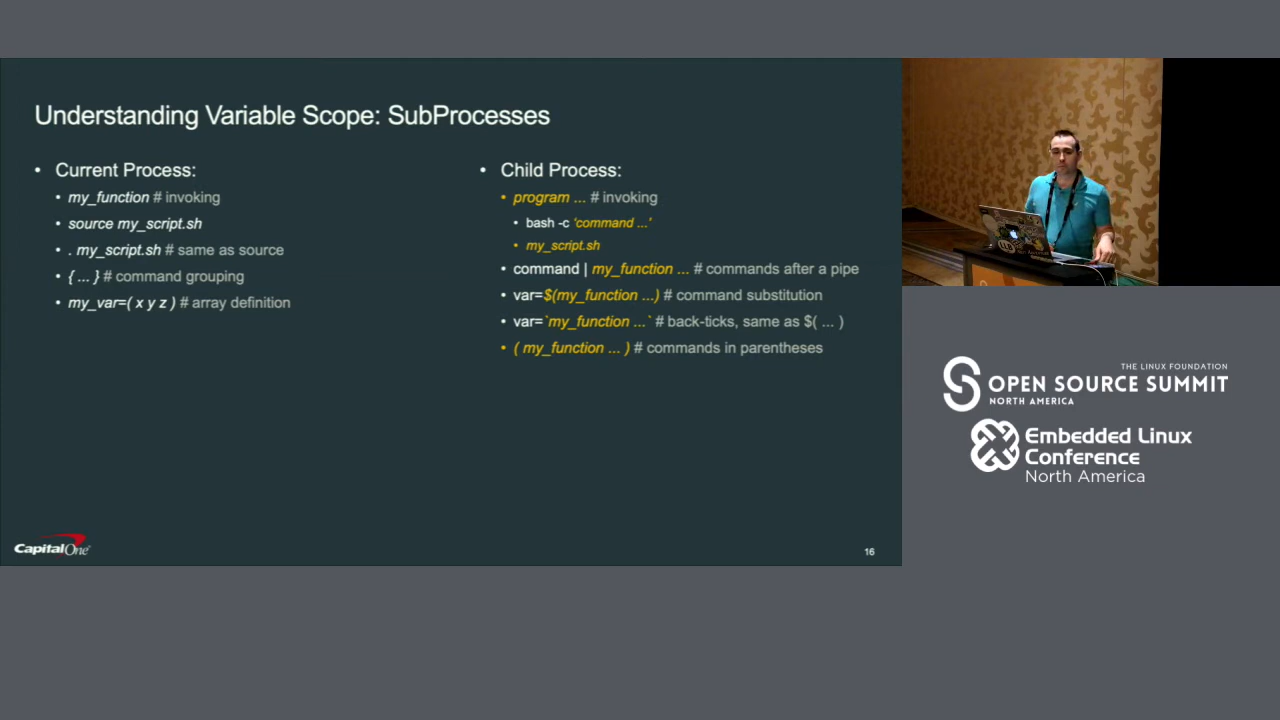 Understanding Variable Scope: SubProcesses
• Current Process:
• my_function # invoking
• source my_script.sh
• . my_script.sh # same as source
• { ... } # command grouping
• my_var=( x y z ) # array definition
• Child Process:
• program ... # invoking
• bash -c 'command ...'
• my_script.sh
• command | my_function ... # commands after a pipe
• var=$(my_function ...) # command substitution
• var=`my_function ...` # back-ticks, same as $( ... )
• ( my_function ... ) # commands in parentheses
CapitalOne
16
THE LINUX FOUNDATION
OPEN SOURCE SUMMIT
NORTH AMERICA
Embedded Linux
Conference
North America